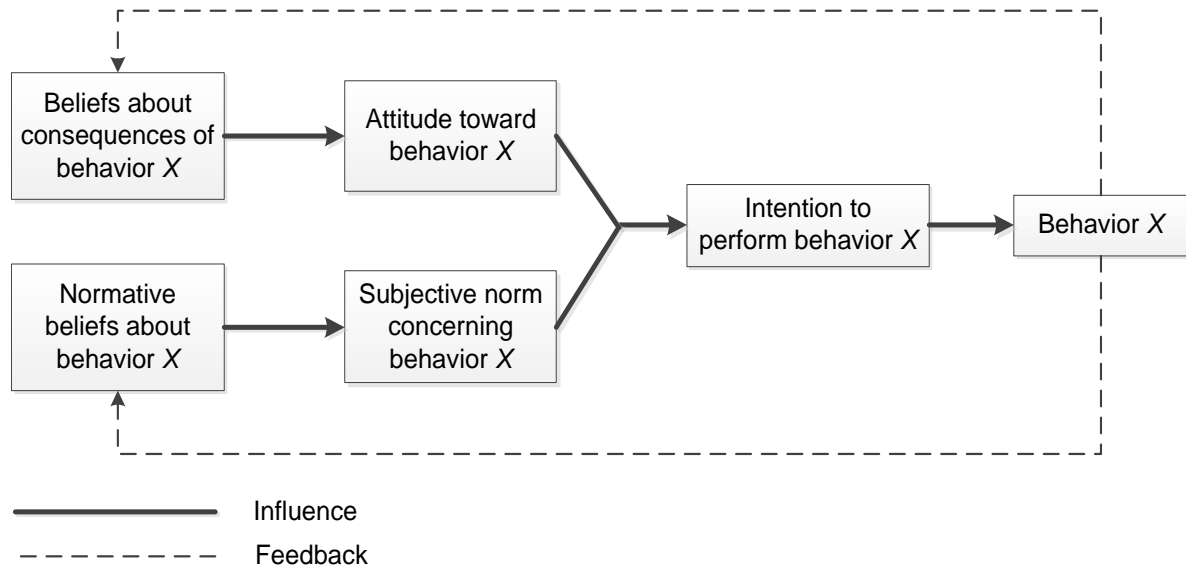 Beliefs about
consequences of
behavior X
Attitude toward
behavior X
Intention to
perform behavior X
Behavior X
Normative
beliefs about
behavior X
Subjective norm
concerning
behavior X
Influence
Feedback